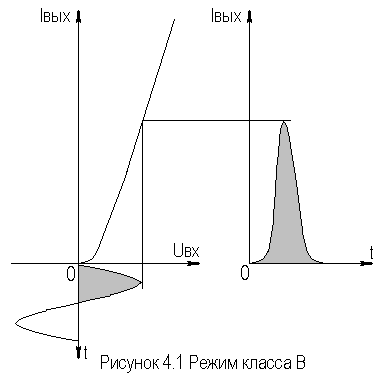 Iвых
Iвых
Uвх
0
0
t
t
Рисунок 4.1 Режим класса В